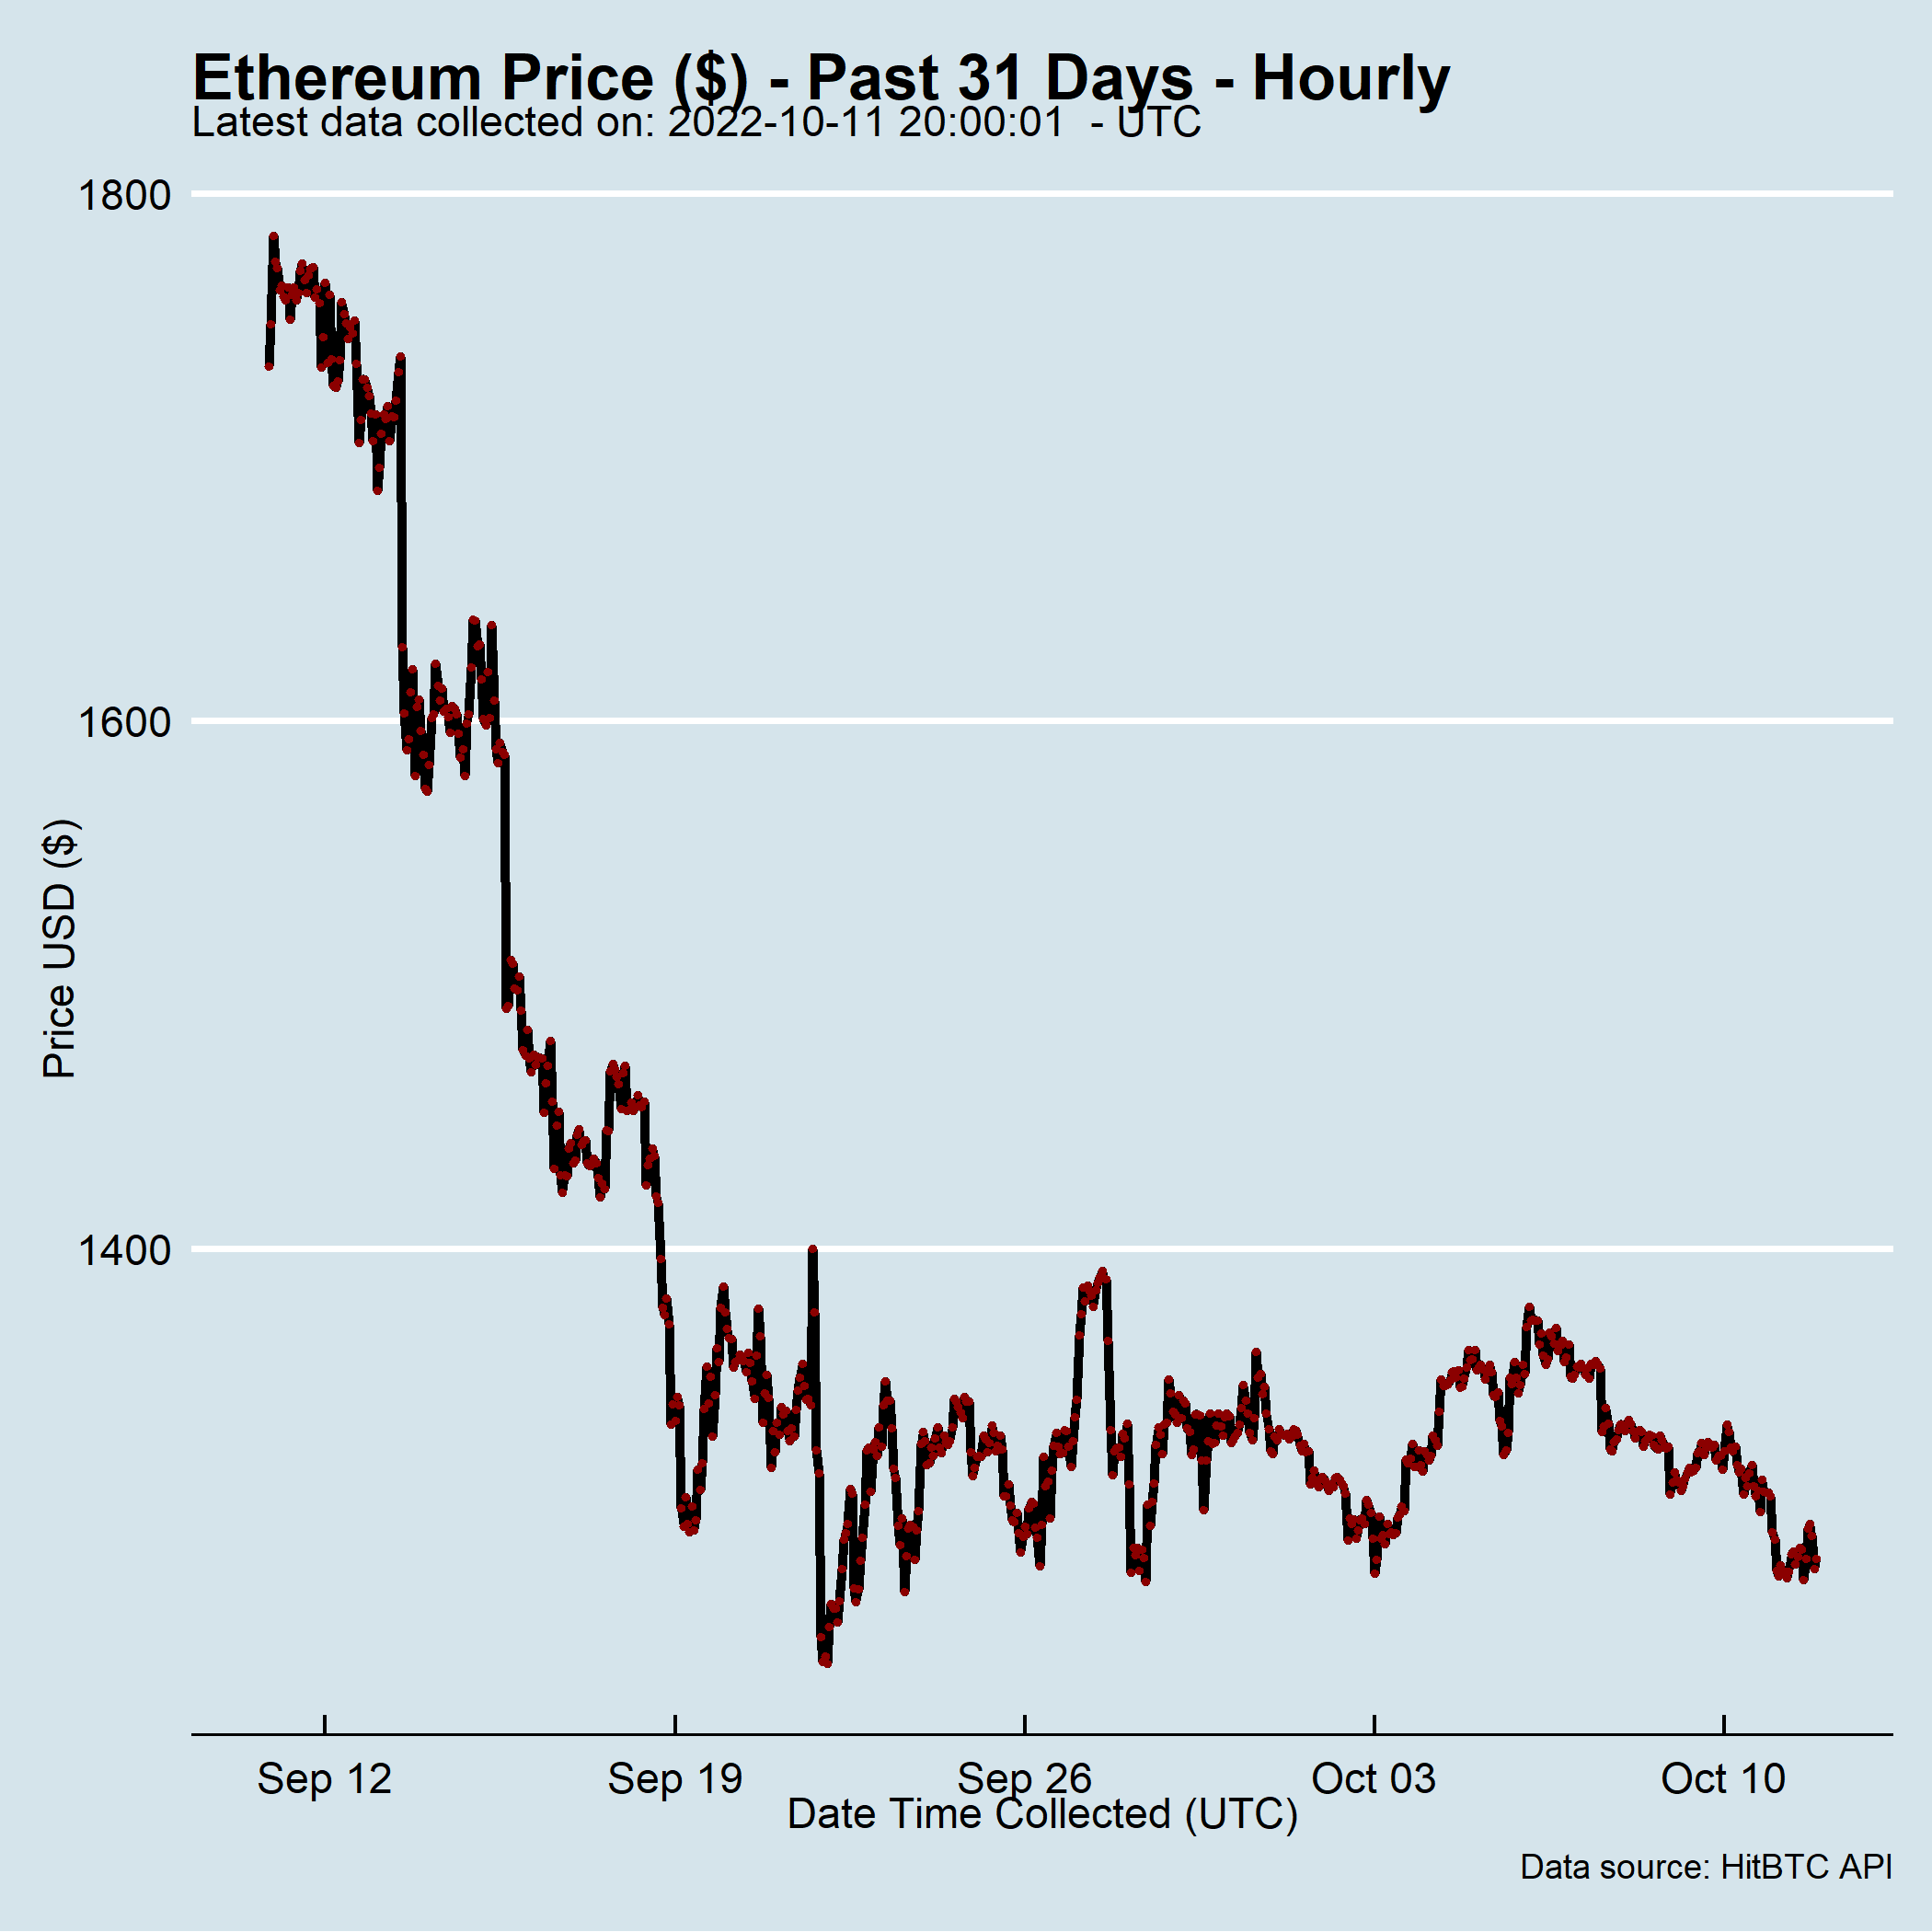 Ethereum Price ($) - Past 31 Days - Hourly
Latest data collected on: 2022-10-11 20:00:01  - UTC
1800
1600
1400
Price USD ($)
Sep 12
Sep 19
Sep 26
Oct 03
Oct 10
Date Time Collected (UTC)
Data source: HitBTC API